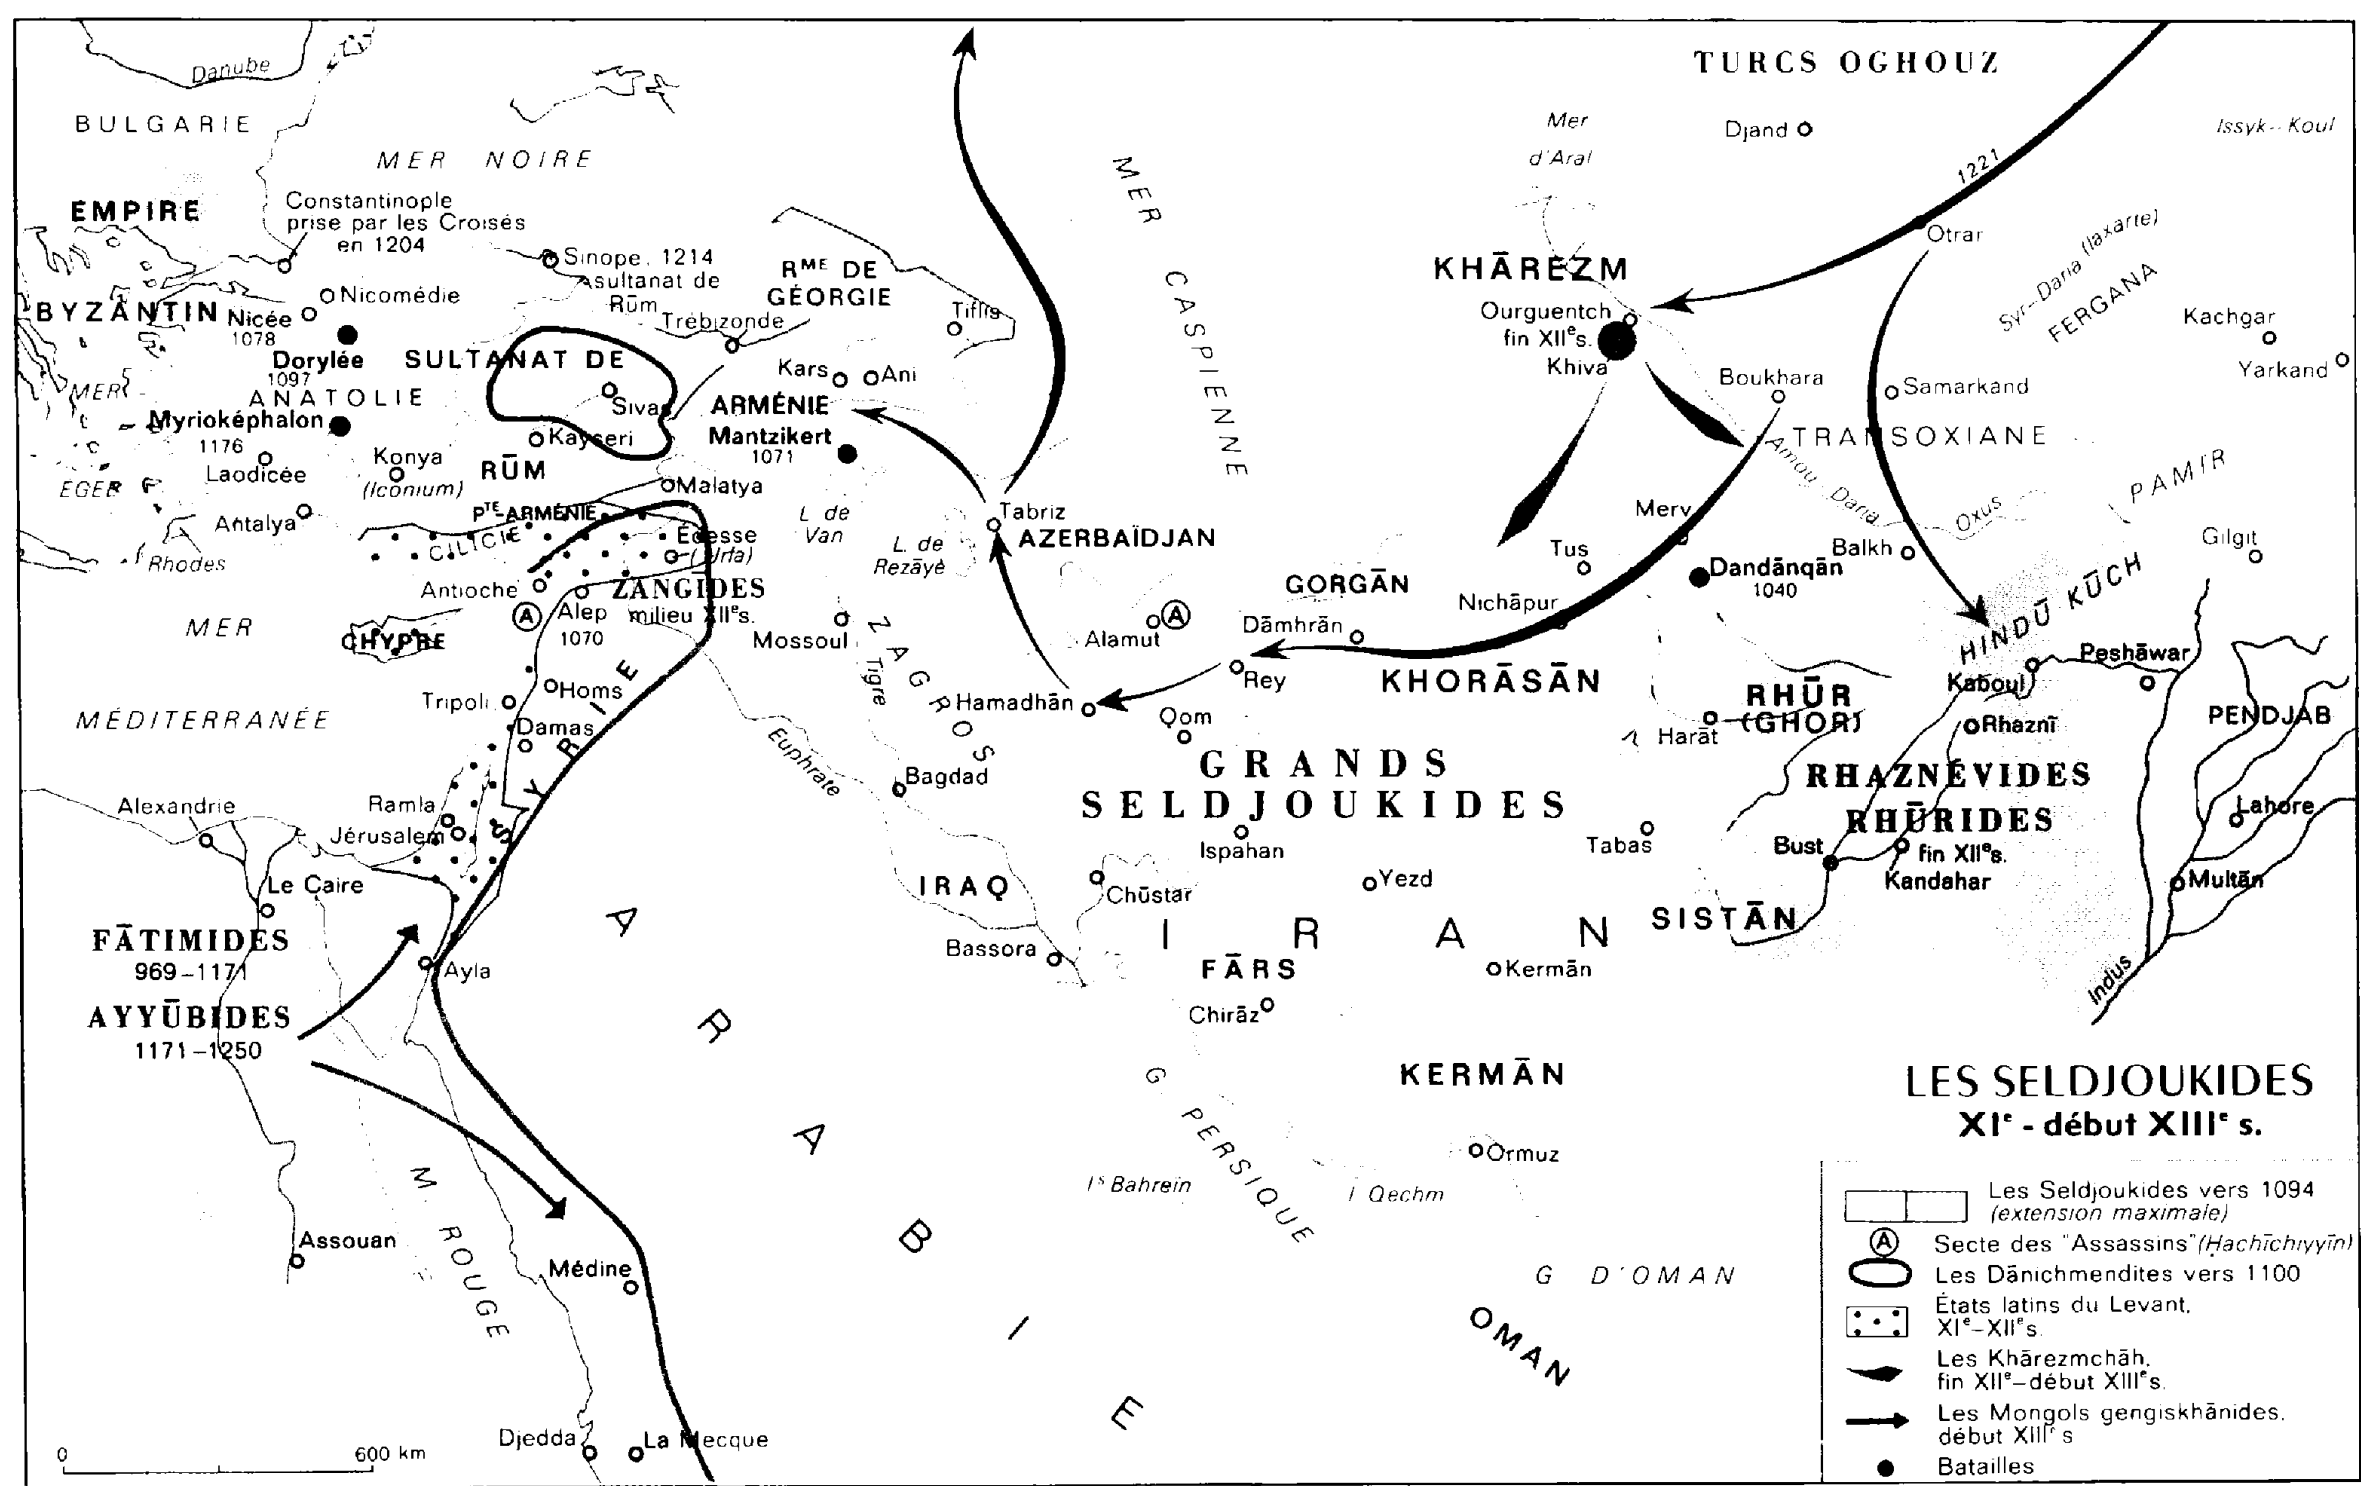 Danube
BULGARIE
MER NOIRE
EMPIRE
BYZANTIN
Constantinople
prise par les Croisés
en 1204
Sinope, 1214
sultanat de
Rūm
Nicomédie
Nicée
1078
Dorylée
1097
SULTANAT DE
RŪM
ANATOLIE
Trébizonde
RME DE
GÉORGIE
Tiflis
Kars
Ani
Sivas
ARMÉNIE
Mantzikert
1071
Myrioképhalon
1176
Kayseri
Laodicée
Konya
(Iconium)
MER
EGEE
Malatya
Antalya
PTE-ARMÉNIE
CILICIE
Édesse
(Urfa)
Rhodes
Antioche
A
Alep
1070
ZANGIDES
milieu XIIe s.
CHYPRE
MER
MÉDITERRANÉE
L. de
Van
L. de
Rezāyè
Tabriz
AZERBAÏDJAN
Mossoul
Tigre
ZAGROS
Euphrate
Tripoli
Homs
Damas
SYRIE
Ramla
Jérusalem
Alexandrie
Le Caire
FĀTIMIDES
969–1171
AYYŪBIDES
1171–1250
Ayla
Assouan
M. ROUGE
Médine
Djedda
La Mecque
ARABIE
MER CASPIENNE
TURCS OGHOUZ
Mer
d'Aral
Djand
Issyk-Koul
1221
Otrar
Syr-Daria (Iaxarte)
FERGANA
KHĀREZM
Ourguentch
fin XIIe s.
Khiva
Kachgar
Yarkand
Boukhara
Samarkand
TRANSOXIANE
Amou Daria
Oxus
PAMIR
Gilgit
Merv
Tus
Balkh
Dandānqān
1040
GORGĀN
Nichāpur
Alamut
A
Dāmhrān
Rey
KHORĀSĀN
Hamadhān
Qom
HINDŪ KŪCH
Peshāwar
Kaboul
RHŪR
(GHOR)
Harāt
Rhaznī
PENDJAB
GRANDS
SELDJOUKIDES
RHAZNÉVIDES
RHŪRIDES
fin XIIe s.
Lahore
Bagdad
Ispahan
Tabas
Bust
Kandahar
Multān
IRAQ
Chūstar
Yezd
IRAN
SISTĀN
Bassora
FĀRS
Kermān
Indus
Chirāz
KERMĀN
G. PERSIQUE
Ormuz
Is Bahrein
I Qechm
G D'OMAN
OMAN
LES SELDJOUKIDES
XIe - début XIIIe s.
Les Seldjoukides vers 1094
(extension maximale)
A Secte des "Assassins" (Ḥachīchiyyīn)
Les Dānichmendites vers 1100
États latins du Levant,
XIe–XIIe s.
Les Khārezmchāh,
fin XIIe–début XIIIe s.
Les Mongols gengiskhānides,
début XIIIe s
Batailles
0 600 km